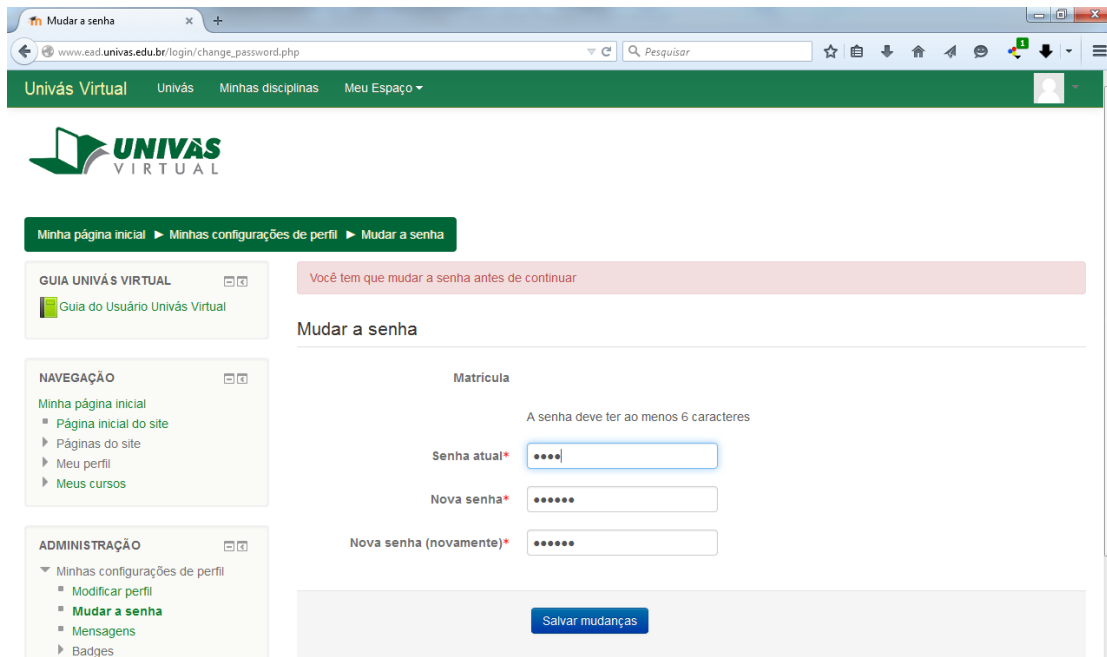 Mudar a senha
www.ead.univas.edu.br/login/change_password.php
Pesquisar
1
Univás Virtual Univás Minhas disciplinas Meu Espaço
UNIVÀS
VIRTUAL
Minha página inicial ► Minhas configurações de perfil ► Mudar a senha
GUIA UNIVÁS VIRTUAL
Guia do Usuário Univás Virtual
NAVEGAÇÃO
Minha página inicial
Página inicial do site
Páginas do site
Meu perfil
Meus cursos
ADMINISTRAÇÃO
Minhas configurações de perfil
Modificar perfil
Mudar a senha
Mensagens
Badges
Você tem que mudar a senha antes de continuar
Mudar a senha
Matrícula
A senha deve ter ao menos 6 caracteres
Senha atual* ••••
Nova senha* ••••••
Nova senha (novamente)* ••••••
Salvar mudanças